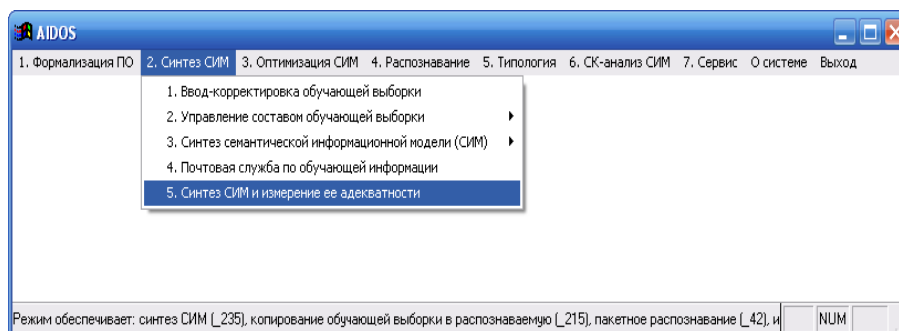 AIDOS
1. Формализация ПО 2. Синтез СИМ 3. Оптимизация СИМ 4. Распознавание 5. Типология 6. СК-анализ СИМ 7. Сервис О системе Выход
1. Ввод-корректировка обучающей выборки
2. Управление составом обучающей выборки
3. Синтез семантической информационной модели (СИМ)
4. Почтовая служба по обучающей информации
5. Синтез СИМ и измерение ее адекватности
Режим обеспечивает: синтез СИМ (_235), копирование обучающей выборки в распознаваемую (_215), пакетное распознавание (_42), и NUM